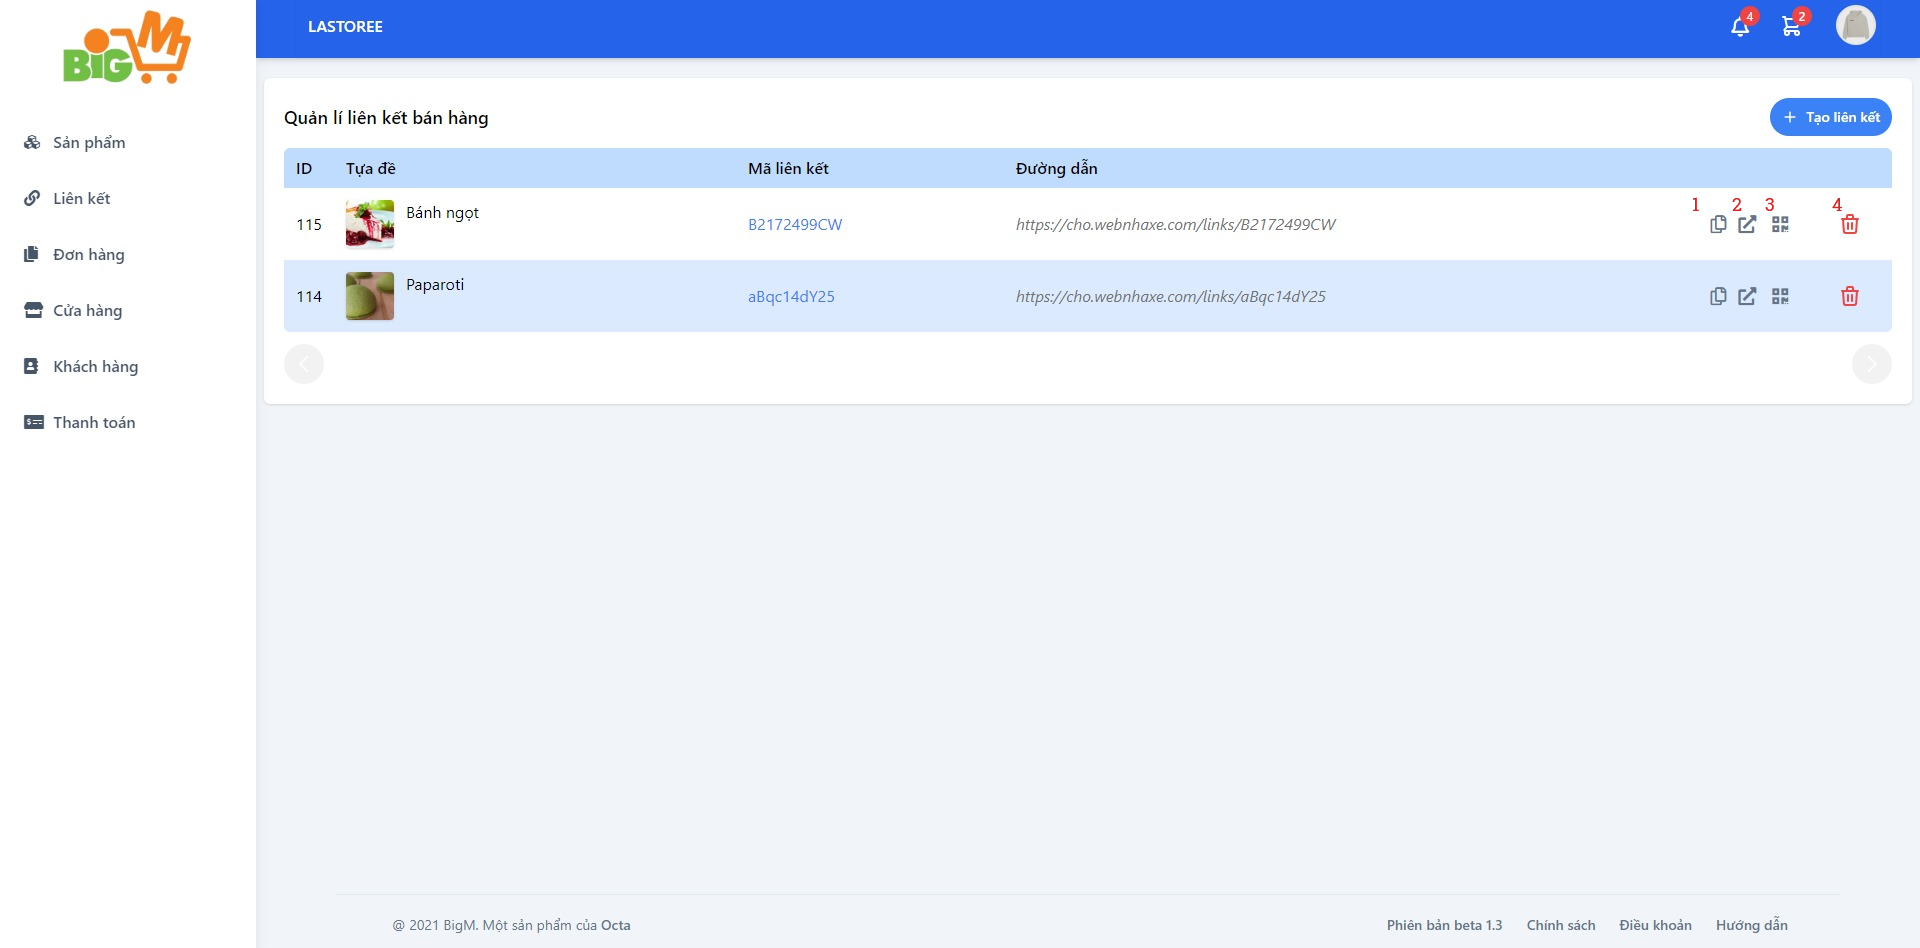 BIG M
LASTOREE
4
2
Sản phẩm
Liên kết
Đơn hàng
Cửa hàng
Khách hàng
Thanh toán
Quản lí liên kết bán hàng
+ Tạo liên kết
ID Tựa đề Mã liên kết Đường dẫn
1 2 3 4
115 Bánh ngọt B2172499CW https://cho.webnhaxe.com/links/B2172499CW
114 Paparoti aBqc14dY25 https://cho.webnhaxe.com/links/aBqc14dY25
@ 2021 BigM. Một sản phẩm của Octa
Phiên bản beta 1.3 Chính sách Điều khoản Hướng dẫn